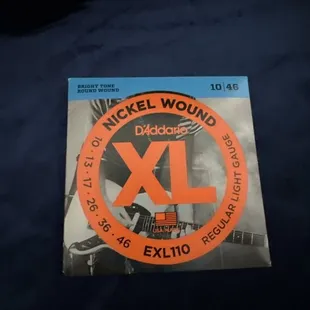 BRIGHT TONE
ROUND WOUND
10|46
NICKEL WOUND
D'Addario
XL
10 · 13 · 17 · 26 · 36 · 46
REGULAR LIGHT GAUGE
EXL110